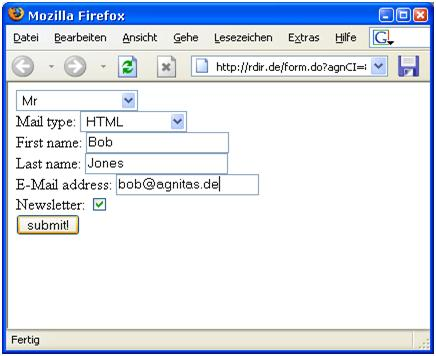 Mozilla Firefox
Datei Bearbeiten Ansicht Gehe Lesezeichen Extras Hilfe G
http://rdir.de/form.do?agnCI=
Mr
Mail type: HTML
First name: Bob
Last name: Jones
E-Mail address: bob@agnitas.de
Newsletter:
submit!
Fertig